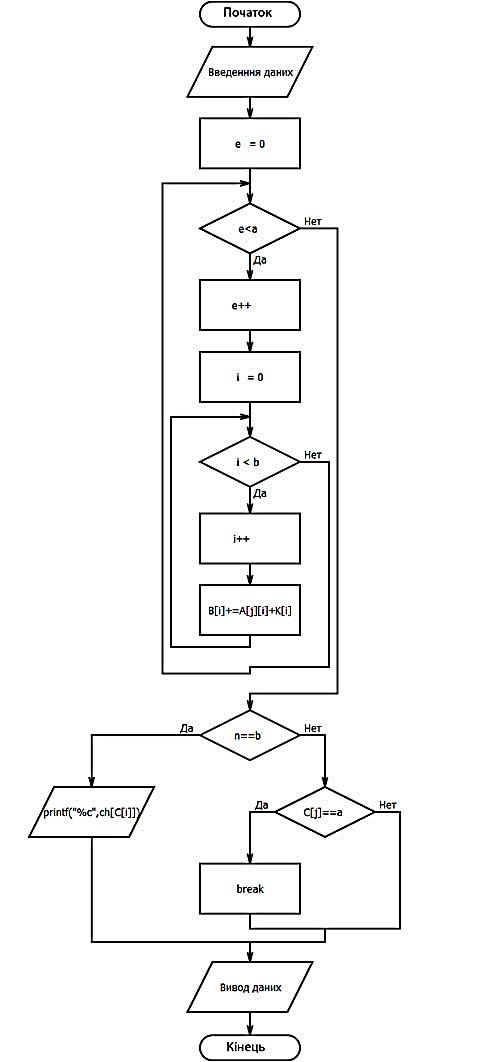 Початок
Введенння даних
e = 0
e<a
Нет
Да
e++
i = 0
i < b
Нет
Да
i++
B[i]+=A[j][i]+K[i]
n==b
Да
Нет
printf("%c",ch[C[i]])
C[j]==a
Да
Нет
break
Вивод даних
Кінець